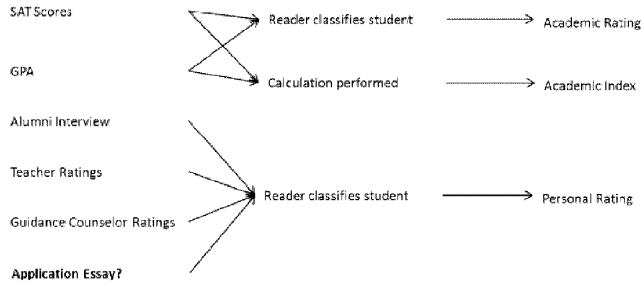 SAT Scores
Reader classifies student
Academic Rating
GPA
Calculation performed
Academic Index
Alumni Interview
Teacher Ratings
Reader classifies student
Personal Rating
Guidance Counselor Ratings
Application Essay?